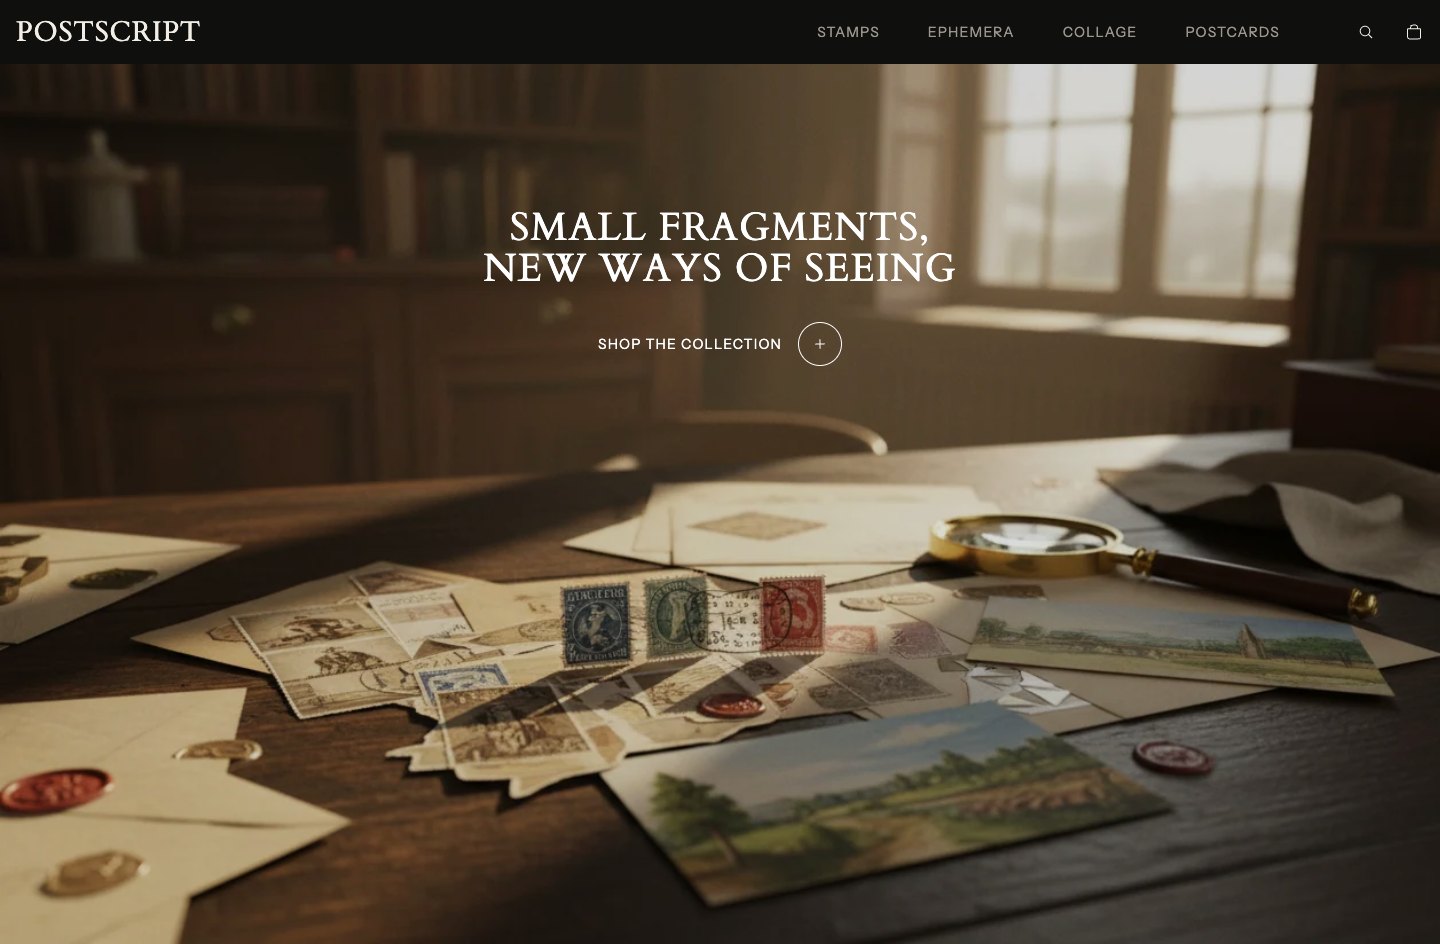 POSTSCRIPT
STAMPS
EPHEMERA
COLLAGE
POSTCARDS
SMALL FRAGMENTS,
NEW WAYS OF SEEING
SHOP THE COLLECTION